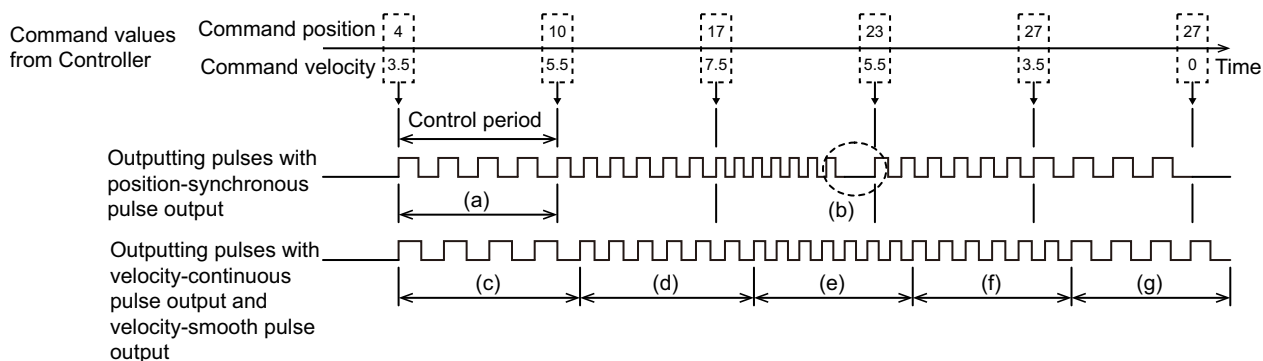 Command values
from Controller
Command position
4
10
17
23
27
27
Command velocity
3.5
5.5
7.5
5.5
3.5
0
Time
Control period
Outputting pulses with
position-synchronous
pulse output
(a)
(b)
Outputting pulses with
velocity-continuous
pulse output and
velocity-smooth pulse
output
(c)
(d)
(e)
(f)
(g)